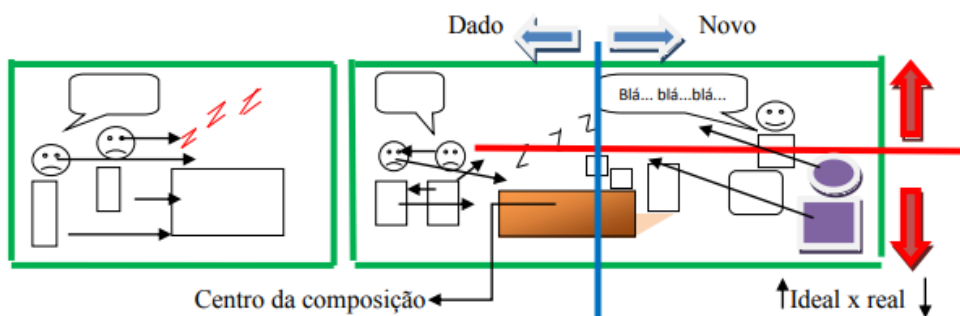 Dado
Novo
Blá... blá...blá...
Z Z Z
Z Z Z
Centro da composição
Ideal x real